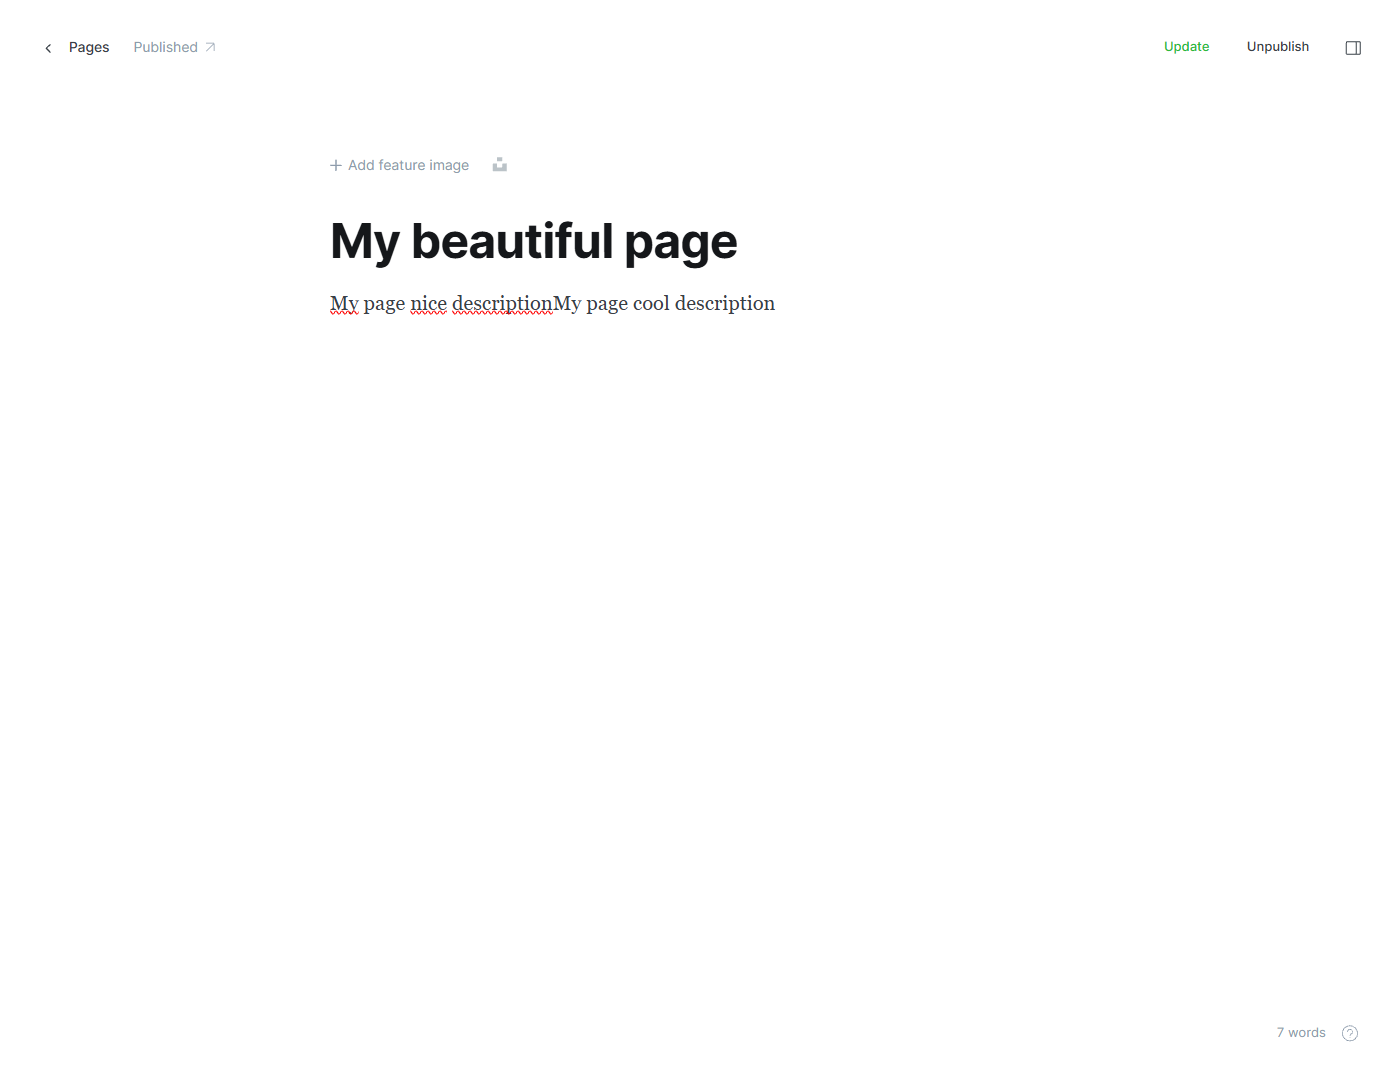 Pages Published Update Unpublish
Add feature image
My beautiful page
My page nice descriptionMy page cool description
7 words